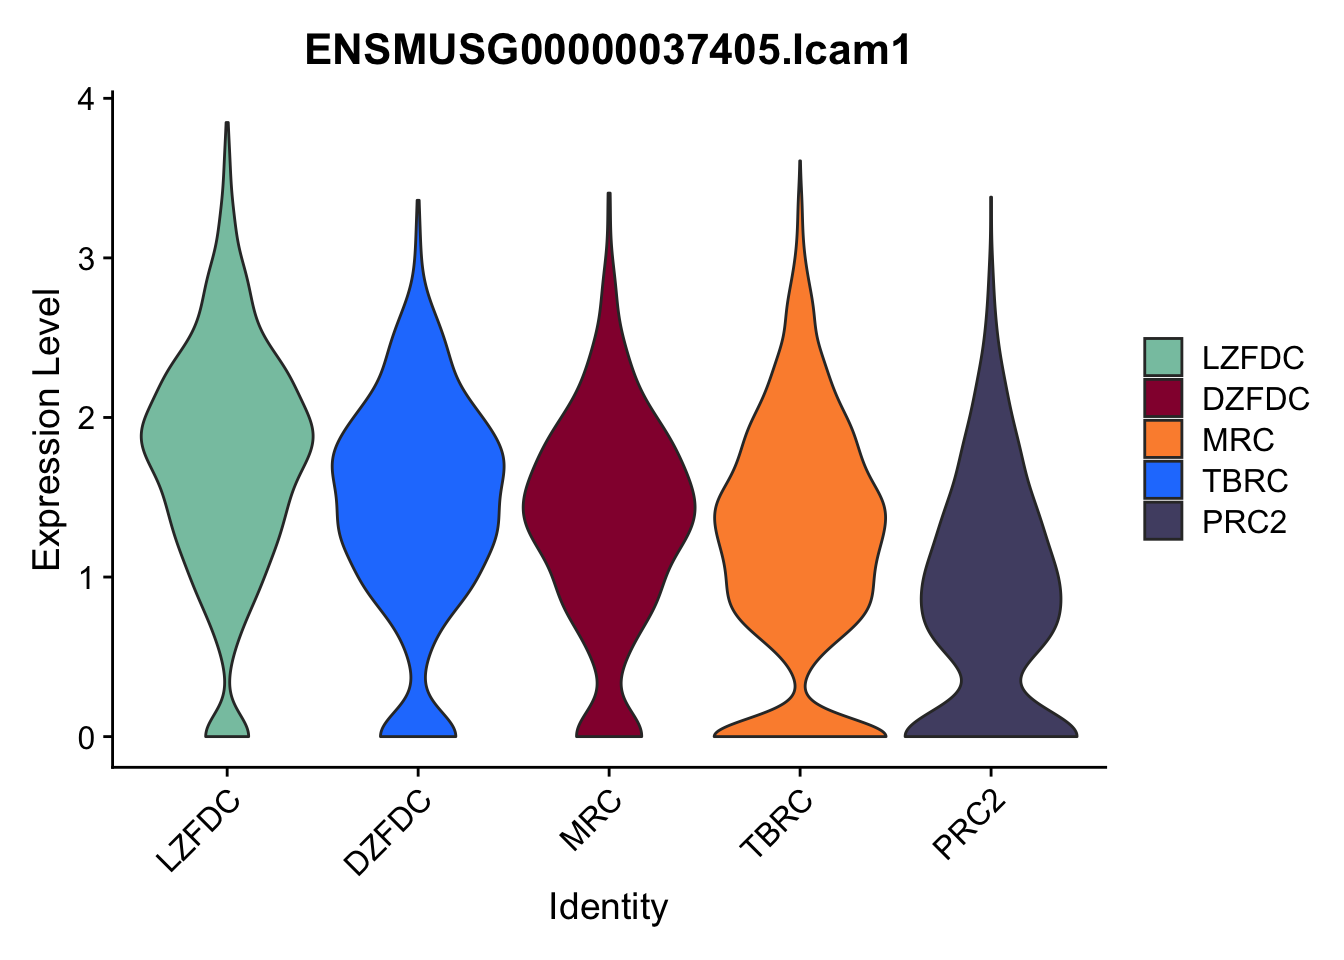 ENSMUSG00000037405.Icam1
Expression Level
4
3
2
1
0
LZFDC
DZFDC
MRC
TBRC
PRC2
Identity
LZFDC
DZFDC
MRC
TBRC
PRC2